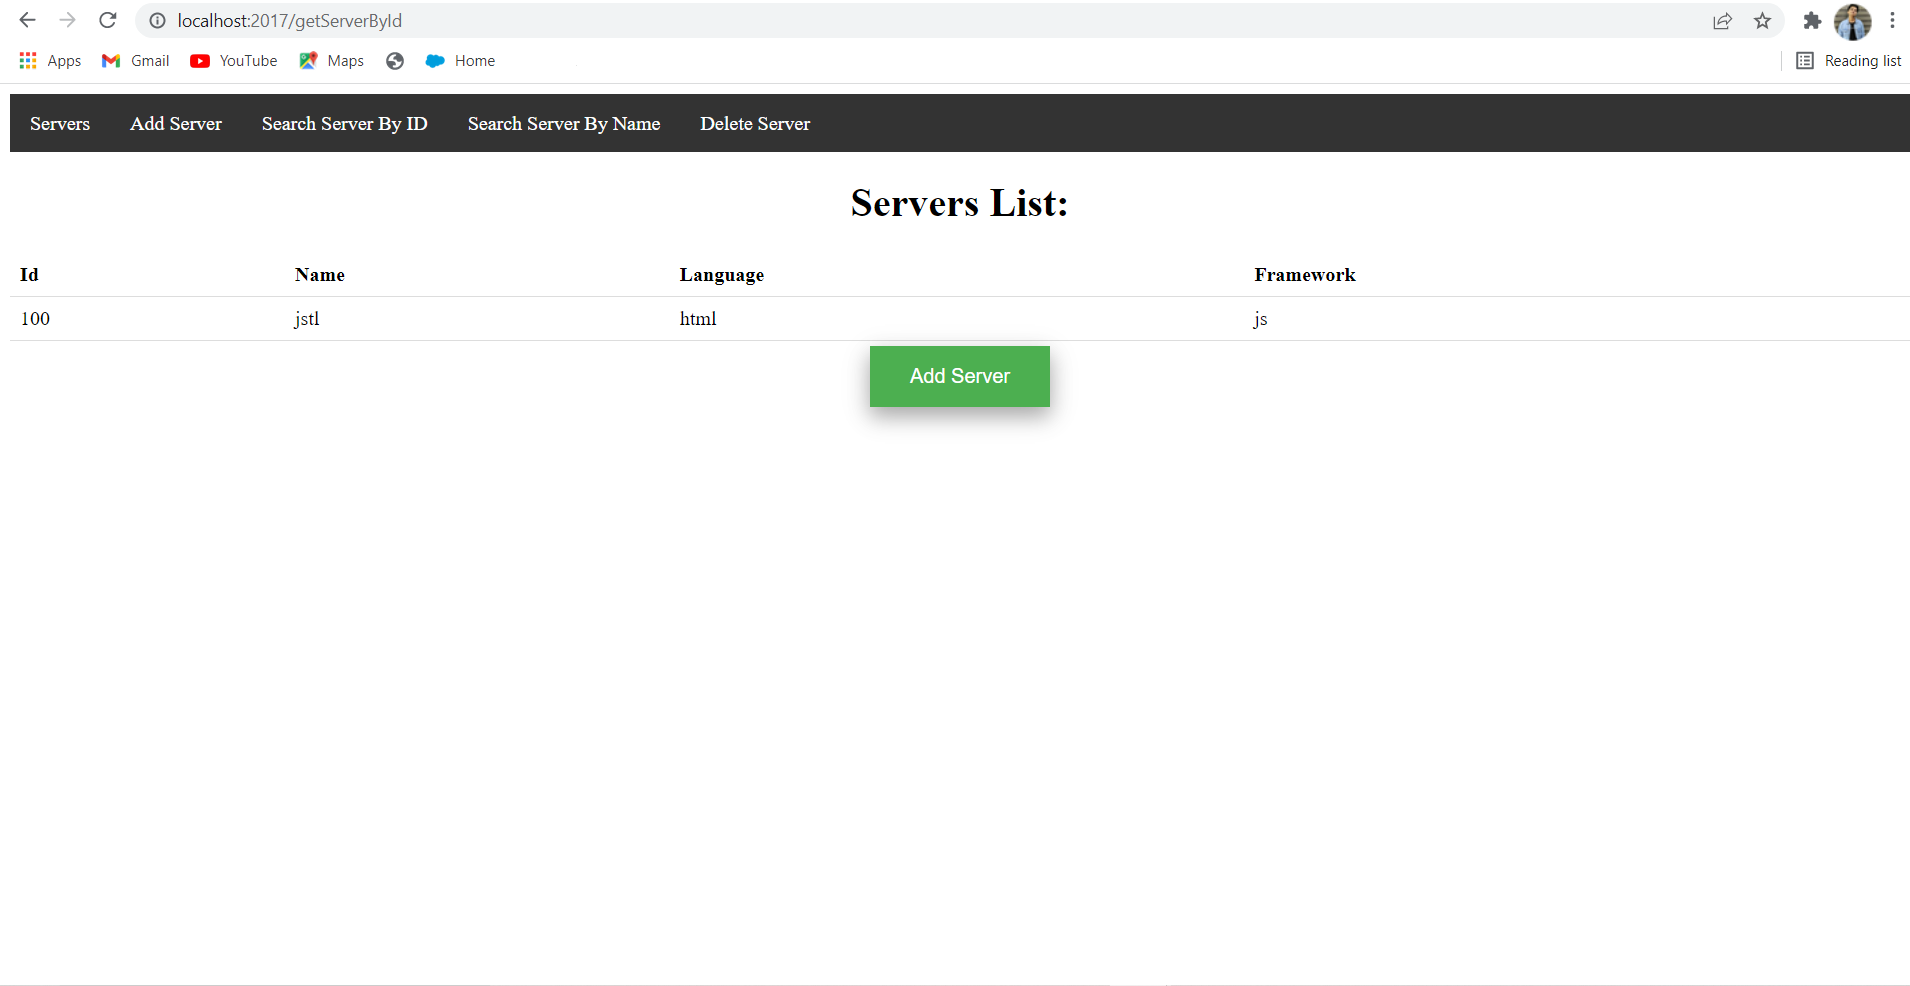 localhost:2017/getServerById
Apps Gmail YouTube Maps Home Reading list
Servers Add Server Search Server By ID Search Server By Name Delete Server
Servers List:
Id Name Language Framework
100 jstl html js
Add Server